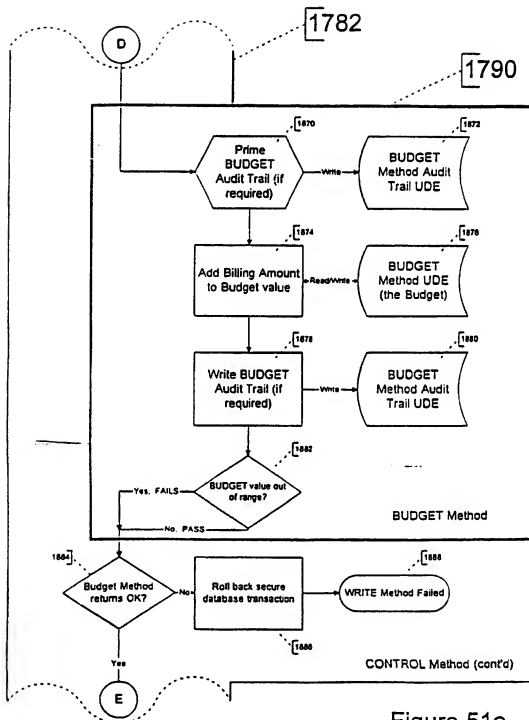 1782
D
1790
1870
Prime
BUDGET
Audit Trail (if
required)
Write
1872
BUDGET
Method Audit
Trail UDE
1874
Add Billing Amount
to Budget value
Read/Write
1876
BUDGET
Method UDE
(the Budget)
1878
Write BUDGET
Audit Trail (if
required)
Write
1880
BUDGET
Method Audit
Trail UDE
1882
BUDGET value out
of range?
Yes, FAILS
No, PASS
BUDGET Method
1884
Budget Method
returns OK?
No
Roll back secure
database transaction
1886
1888
WRITE Method Failed
Yes
CONTROL Method (cont'd)
E
Figure 51e